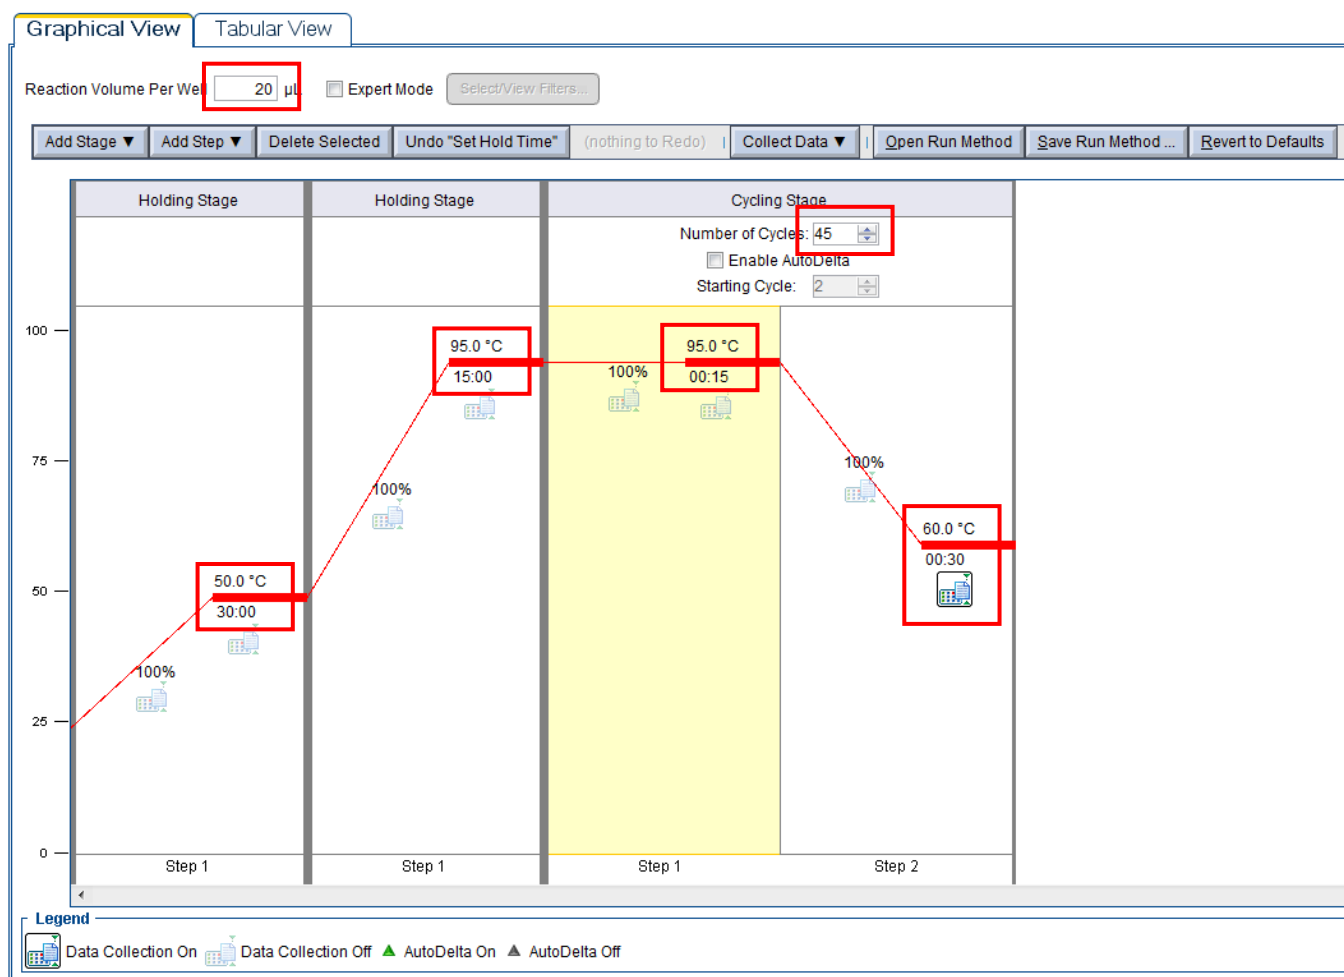 Graphical View Tabular View
Reaction Volume Per Well 20 µL Expert Mode Select/View Filters...
Add Stage ▼ Add Step ▼ Delete Selected Undo "Set Hold Time" (nothing to Redo) Collect Data ▼ Open Run Method Save Run Method ... Revert to Defaults
Holding Stage Holding Stage Cycling Stage
Number of Cycles: 45
Enable AutoDelta
Starting Cycle: 2
100
95.0 °C 95.0 °C
15:00 100% 00:15
75 100%
100%
60.0 °C
00:30
50.0 °C
50
30:00
100%
25
0
Step 1 Step 1 Step 1 Step 2
Legend
Data Collection On Data Collection Off AutoDelta On AutoDelta Off